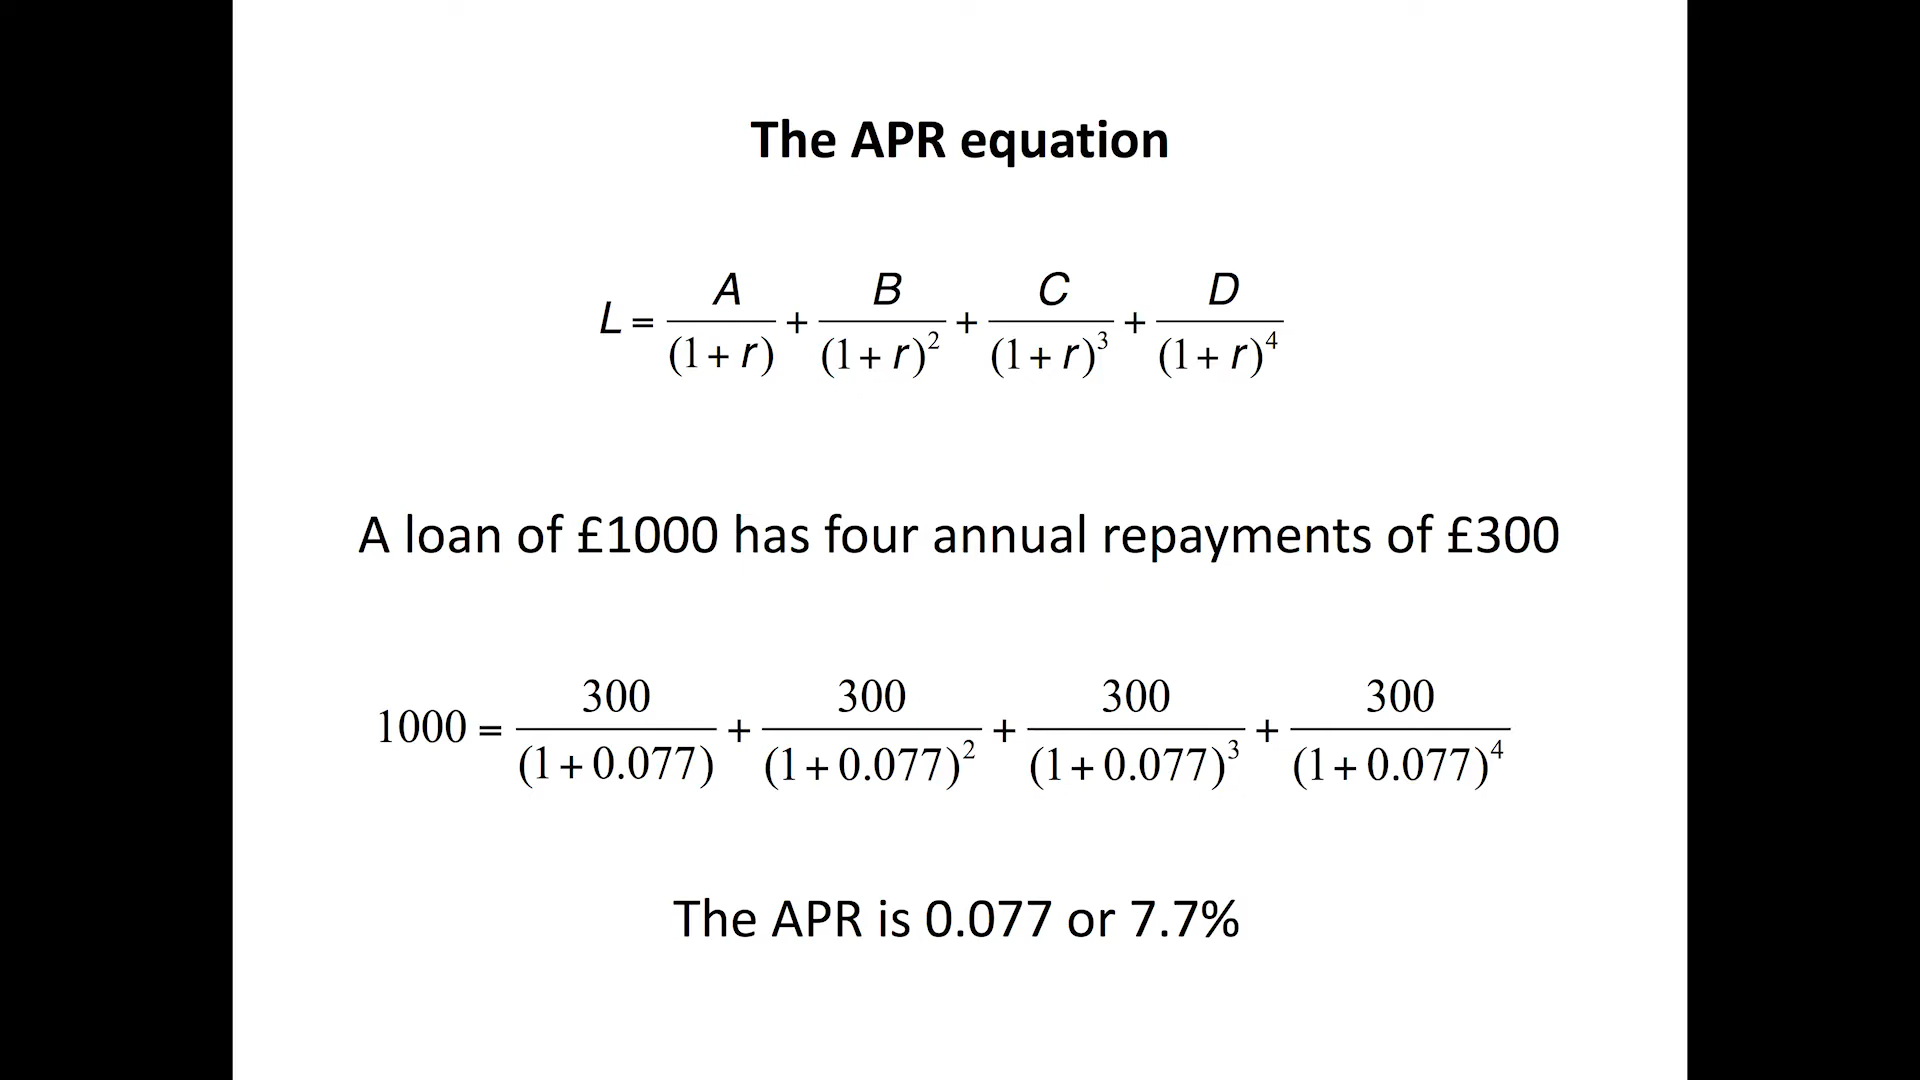 The APR equation
L = A/(1 + r) + B/(1 + r)² + C/(1 + r)³ + D/(1 + r)⁴
A loan of £1000 has four annual repayments of £300
1000 = 300/(1 + 0.077) + 300/(1 + 0.077)² + 300/(1 + 0.077)³ + 300/(1 + 0.077)⁴
The APR is 0.077 or 7.7%